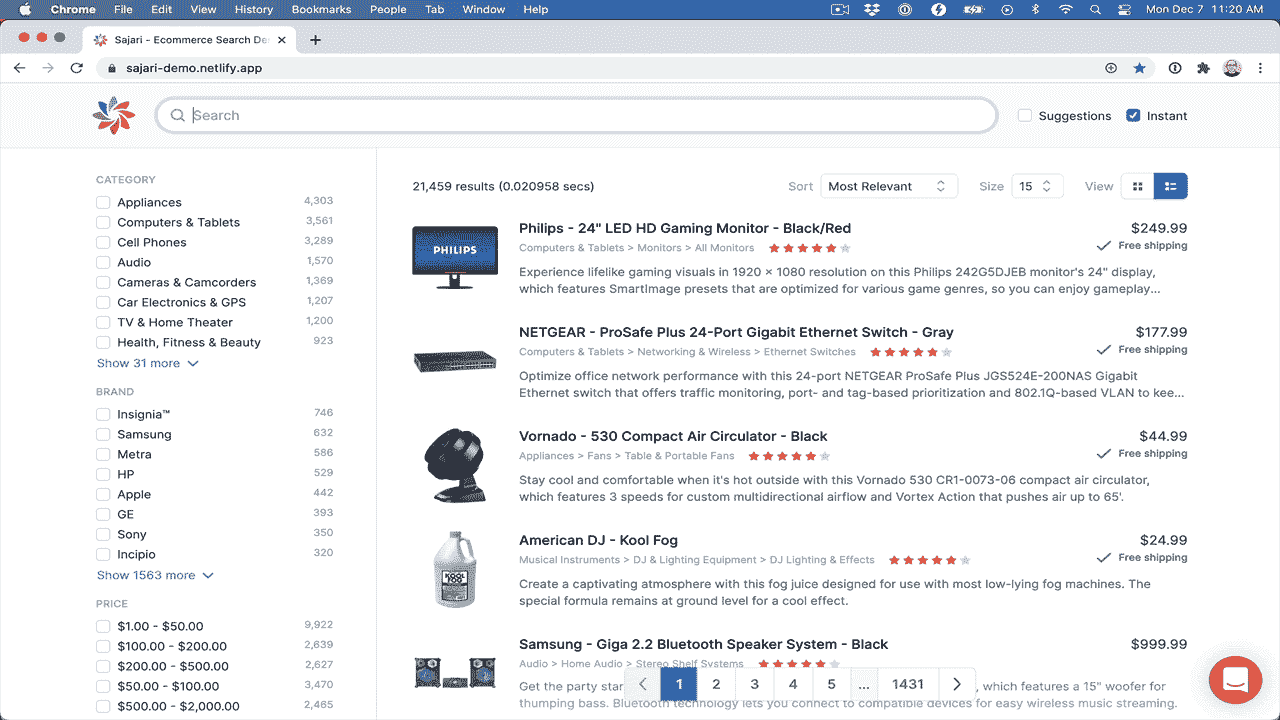 Chrome File Edit View History Bookmarks People Tab Window Help Mon Dec 7 11:20 AM
Sajari - Ecommerce Search De
sajari-demo.netlify.app
Search
Suggestions
Instant
CATEGORY
Appliances 4,303
Computers & Tablets 3,561
Cell Phones 3,289
Audio 1,570
Cameras & Camcorders 1,369
Car Electronics & GPS 1,207
TV & Home Theater 1,200
Health, Fitness & Beauty 923
Show 31 more
BRAND
Insignia™ 746
Samsung 632
Metra 586
HP 529
Apple 442
GE 393
Sony 350
Incipio 320
Show 1563 more
PRICE
$1.00 - $50.00 9,922
$100.00 - $200.00 2,639
$200.00 - $500.00 2,627
$50.00 - $100.00 3,470
$500.00 - $2,000.00 2,465
21,459 results (0.020958 secs)
Sort Most Relevant Size 15 View
PHILIPS
Philips - 24" LED HD Gaming Monitor - Black/Red $249.99
Computers & Tablets > Monitors > All Monitors Free shipping
Experience lifelike gaming visuals in 1920 × 1080 resolution on this Philips 242G5DJEB monitor's 24" display,
which features SmartImage presets that are optimized for various game genres, so you can enjoy gameplay...
NETGEAR - ProSafe Plus 24-Port Gigabit Ethernet Switch - Gray $177.99
Computers & Tablets > Networking & Wireless > Ethernet Switches Free shipping
Optimize office network performance with this 24-port NETGEAR ProSafe Plus JGS524E-200NAS Gigabit
Ethernet switch that offers traffic monitoring, port- and tag-based prioritization and 802.1Q-based VLAN to kee...
Vornado - 530 Compact Air Circulator - Black $44.99
Appliances > Fans > Table & Portable Fans Free shipping
Stay cool and comfortable when it's hot outside with this Vornado 530 CR1-0073-06 compact air circulator,
which features 3 speeds for custom multidirectional airflow and Vortex Action that pushes air up to 65'.
KOOL FOG
American DJ - Kool Fog $24.99
Musical Instruments > DJ & Lighting Equipment > DJ Lighting & Effects Free shipping
Create a captivating atmosphere with this fog juice designed for use with most low-lying fog machines. The
special formula remains at ground level for a cool effect.
Samsung - Giga 2.2 Bluetooth Speaker System - Black $999.99
Audio > Home Audio > Stereo Shelf Systems
Get the party star , which features a 15" woofer for
thumping bass. Bluetooth technology lets you connect to compatible devices for easy wireless music streaming.
1 2 3 4 5 ... 1431